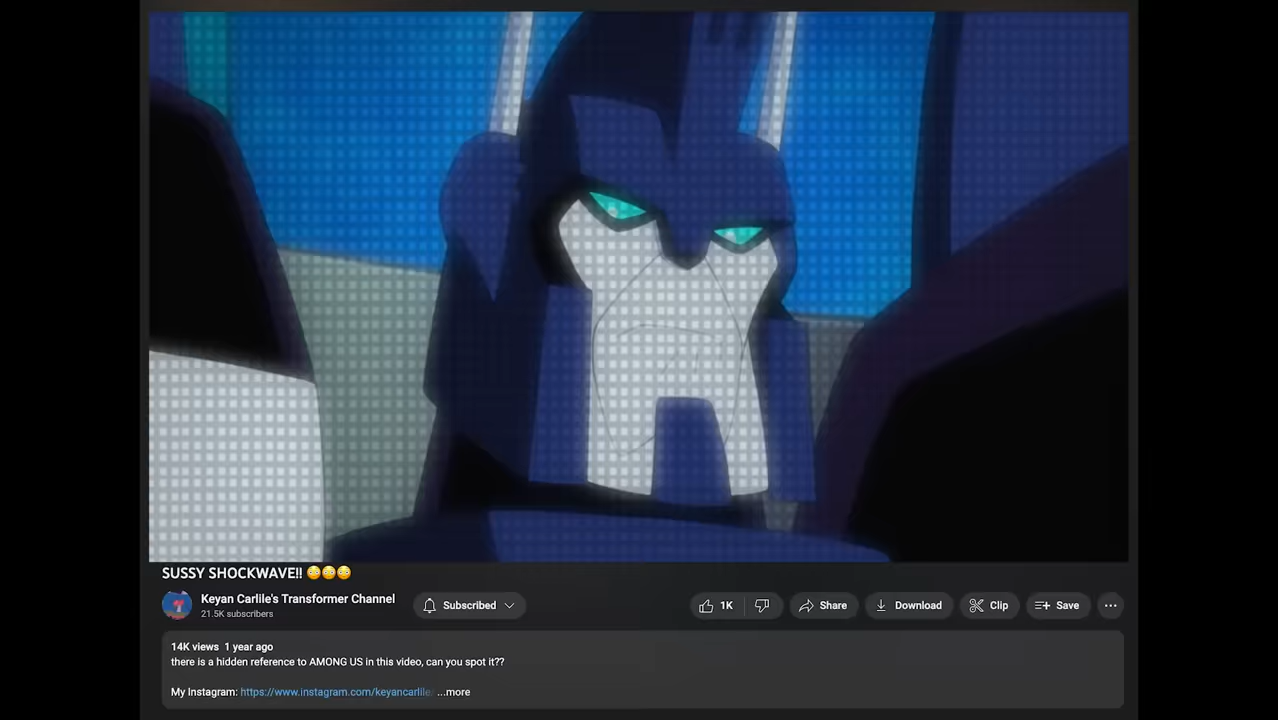 SUSSY SHOCKWAVE!! 😳😳😳
Keyan Carlile's Transformer Channel
21.5K subscribers
Subscribed
1K
Share
Download
Clip
Save
14K views 1 year ago
there is a hidden reference to AMONG US in this video, can you spot it??
My Instagram: https://www.instagram.com/keyancarlile ...more